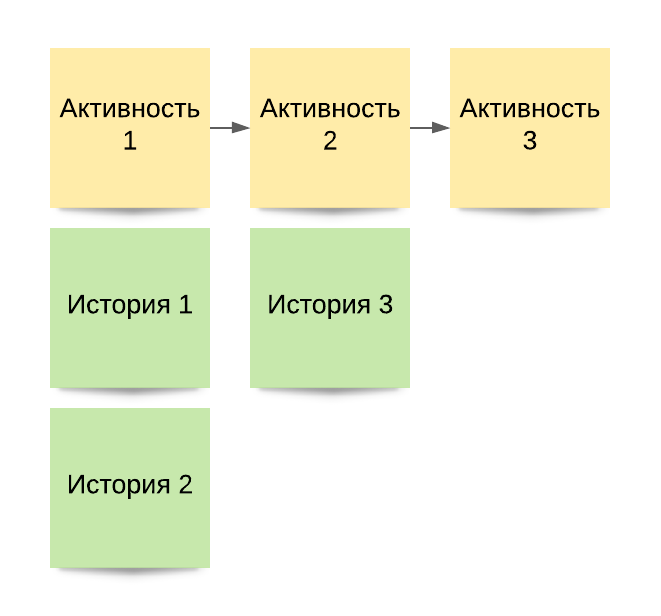 Активность
1
Активность
2
Активность
3
История 1
История 3
История 2